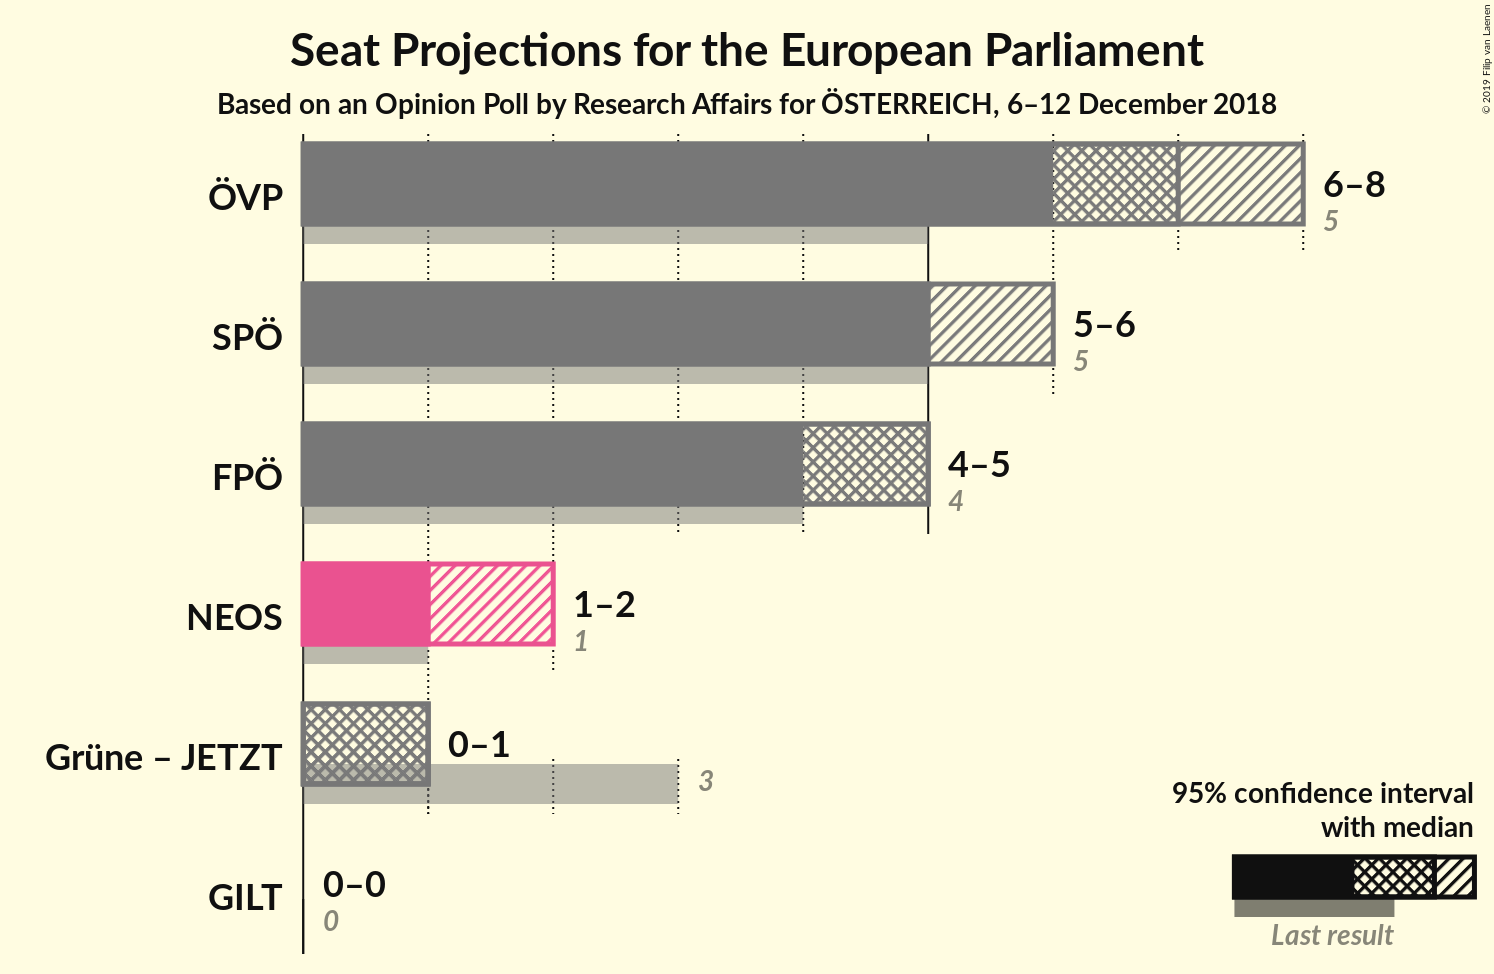 Seat Projections for the European Parliament
Based on an Opinion Poll by Research Affairs for ÖSTERREICH, 6–12 December 2018
© 2019 Filip van Laenen
ÖVP
6–8
5
SPÖ
5–6
5
FPÖ
4–5
4
NEOS
1–2
1
Grüne – JETZT
0–1
3
GILT
0–0
0
95% confidence interval
with median
Last result